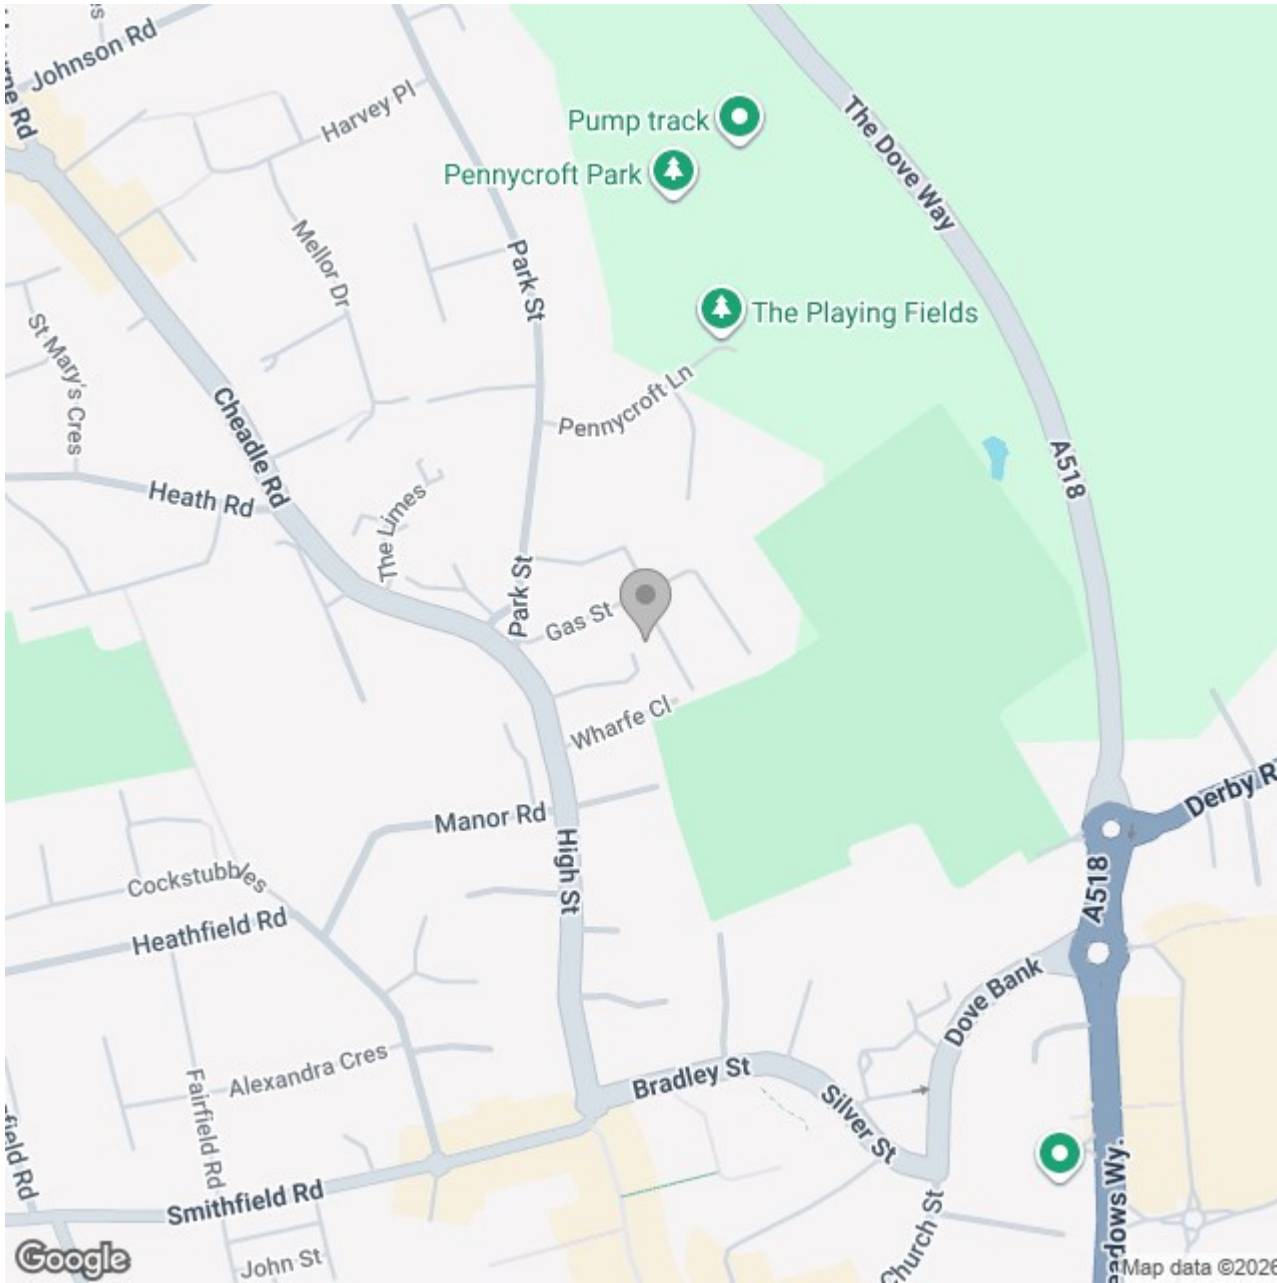 Johnson Rd
Harvey Pl
Pump track
Pennycroft Park
The Dove Way
Mellor Dr
Park St
The Playing Fields
St Mary's Cres
Pennycroft Ln
Cheadle Rd
A518
Heath Rd
The Limes
Park St
Gas St
Wharfe Cl
Manor Rd
Derby R
High St
Cockstubbles
A518
Heathfield Rd
Dove Bank
Alexandra Cres
Bradley St
Fairfield Rd
Silver St
field Rd
Smithfield Rd
Church St
eadows Wy.
John St
Google
Map data ©2026